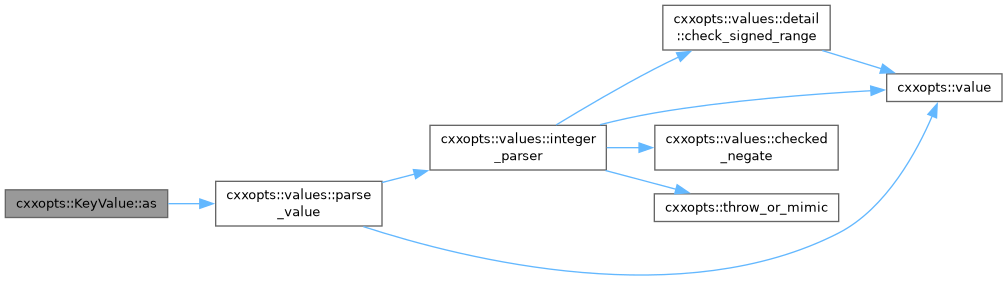 cxxopts::KeyValue::as
cxxopts::values::parse
_value
cxxopts::values::integer
_parser
cxxopts::values::detail
::check_signed_range
cxxopts::value
cxxopts::values::checked
_negate
cxxopts::throw_or_mimic